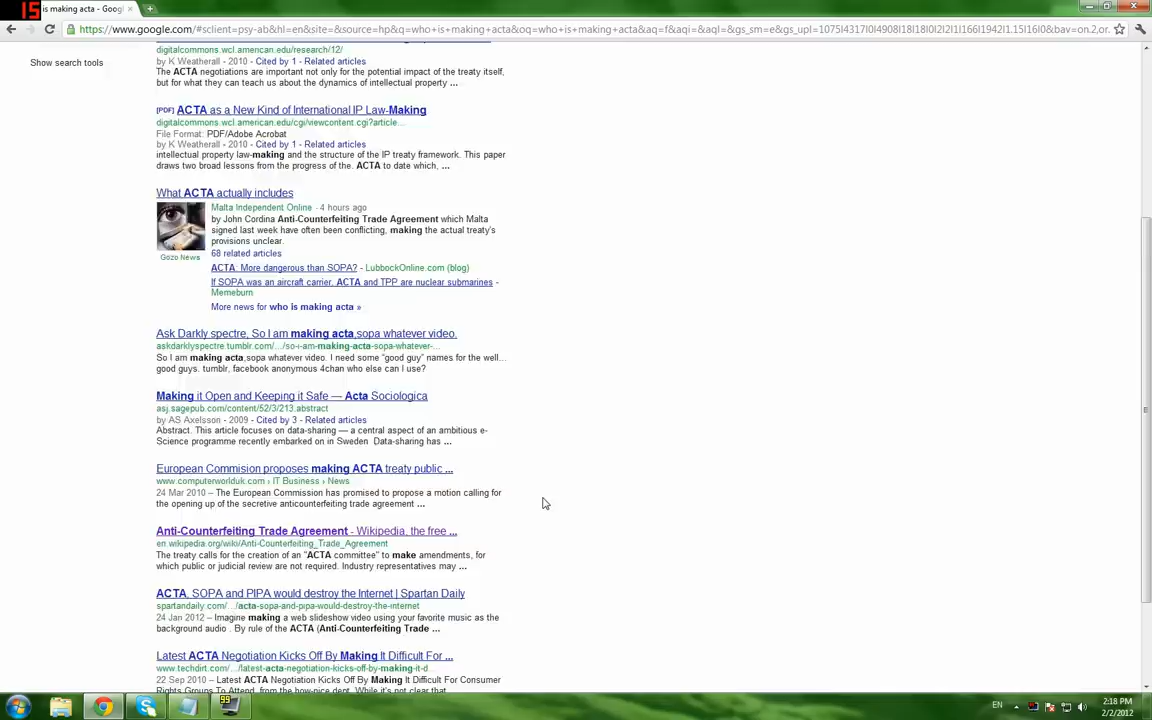 15
is making acta - Googl
https://www.google.com/#sclient=psy-ab&hl=en&site=&source=hp&q=who+is+making+acta&oq=who+is+making+acta&aq=f&aqi=&aql=&gs_sm=e&gs_upl=1075l4317l0l4908l18l18l0l2l2l1l166l1942l1.15l16l0&bav=on.2,or.
Show search tools
digitalcommons.wcl.american.edu/research/12/
by K Weatherall - 2010 - Cited by 1 - Related articles
The ACTA negotiations are important not only for the potential impact of the treaty itself,
but for what they can teach us about the dynamics of intellectual property ...
[PDF] ACTA as a New Kind of International IP Law-Making
digitalcommons.wcl.american.edu/cgi/viewcontent.cgi?article...
File Format: PDF/Adobe Acrobat
by K Weatherall - 2010 - Cited by 1 - Related articles
intellectual property law-making and the structure of the IP treaty framework. This paper
draws two broad lessons from the progress of the. ACTA to date which, ...
What ACTA actually includes
Malta Independent Online - 4 hours ago
by John Cordina Anti-Counterfeiting Trade Agreement which Malta
signed last week have often been conflicting, making the actual treaty's
provisions unclear.
Gozo News
68 related articles
ACTA: More dangerous than SOPA? - LubbockOnline.com (blog)
If SOPA was an aircraft carrier, ACTA and TPP are nuclear submarines -
Memeburn
More news for who is making acta »
Ask Darkly spectre, So I am making acta,sopa whatever video.
askdarklyspectre.tumblr.com/.../so-i-am-making-acta-sopa-whatever-...
So I am making acta,sopa whatever video. I need some “good guy” names for the well...
good guys. tumblr, facebook anonymous 4chan who else can I use?
Making it Open and Keeping it Safe — Acta Sociologica
asj.sagepub.com/content/52/3/213.abstract
by AS Axelsson - 2009 - Cited by 3 - Related articles
Abstract. This article focuses on data-sharing — a central aspect of an ambitious e-
Science programme recently embarked on in Sweden Data-sharing has ...
European Commision proposes making ACTA treaty public ...
www.computerworlduk.com › IT Business › News
24 Mar 2010 – The European Commission has promised to propose a motion calling for
the opening up of the secretive anticounterfeiting trade agreement ...
Anti-Counterfeiting Trade Agreement - Wikipedia, the free ...
en.wikipedia.org/wiki/Anti-Counterfeiting_Trade_Agreement
The treaty calls for the creation of an "ACTA committee" to make amendments, for
which public or judicial review are not required. Industry representatives may ...
ACTA, SOPA and PIPA would destroy the Internet | Spartan Daily
spartandaily.com/.../acta-sopa-and-pipa-would-destroy-the-internet
24 Jan 2012 – Imagine making a web slideshow video using your favorite music as the
background audio . By rule of the ACTA (Anti-Counterfeiting Trade ...
Latest ACTA Negotiation Kicks Off By Making It Difficult For ...
www.techdirt.com/.../latest-acta-negotiation-kicks-off-by-making-it-d...
22 Sep 2010 – Latest ACTA Negotiation Kicks Off By Making It Difficult For Consumer
Rights Groups To Attend, from the how-nice dept. While it's not clear that
EN
2:18 PM
2/2/2012